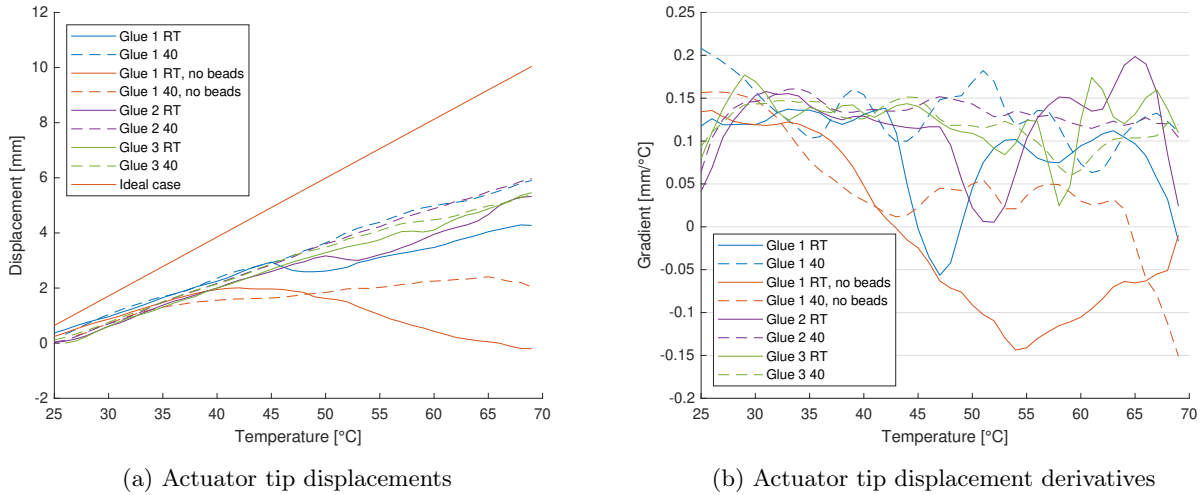 12
10
8
6
4
2
0
-2
Displacement [mm]
Glue 1 RT
Glue 1 40
Glue 1 RT, no beads
Glue 1 40, no beads
Glue 2 RT
Glue 2 40
Glue 3 RT
Glue 3 40
Ideal case
25 30 35 40 45 50 55 60 65 70
Temperature [°C]
(a) Actuator tip displacements
0.25
0.2
0.15
0.1
0.05
0
-0.05
-0.1
-0.15
-0.2
Gradient [mm/°C]
Glue 1 RT
Glue 1 40
Glue 1 RT, no beads
Glue 1 40, no beads
Glue 2 RT
Glue 2 40
Glue 3 RT
Glue 3 40
25 30 35 40 45 50 55 60 65 70
Temperature [°C]
(b) Actuator tip displacement derivatives